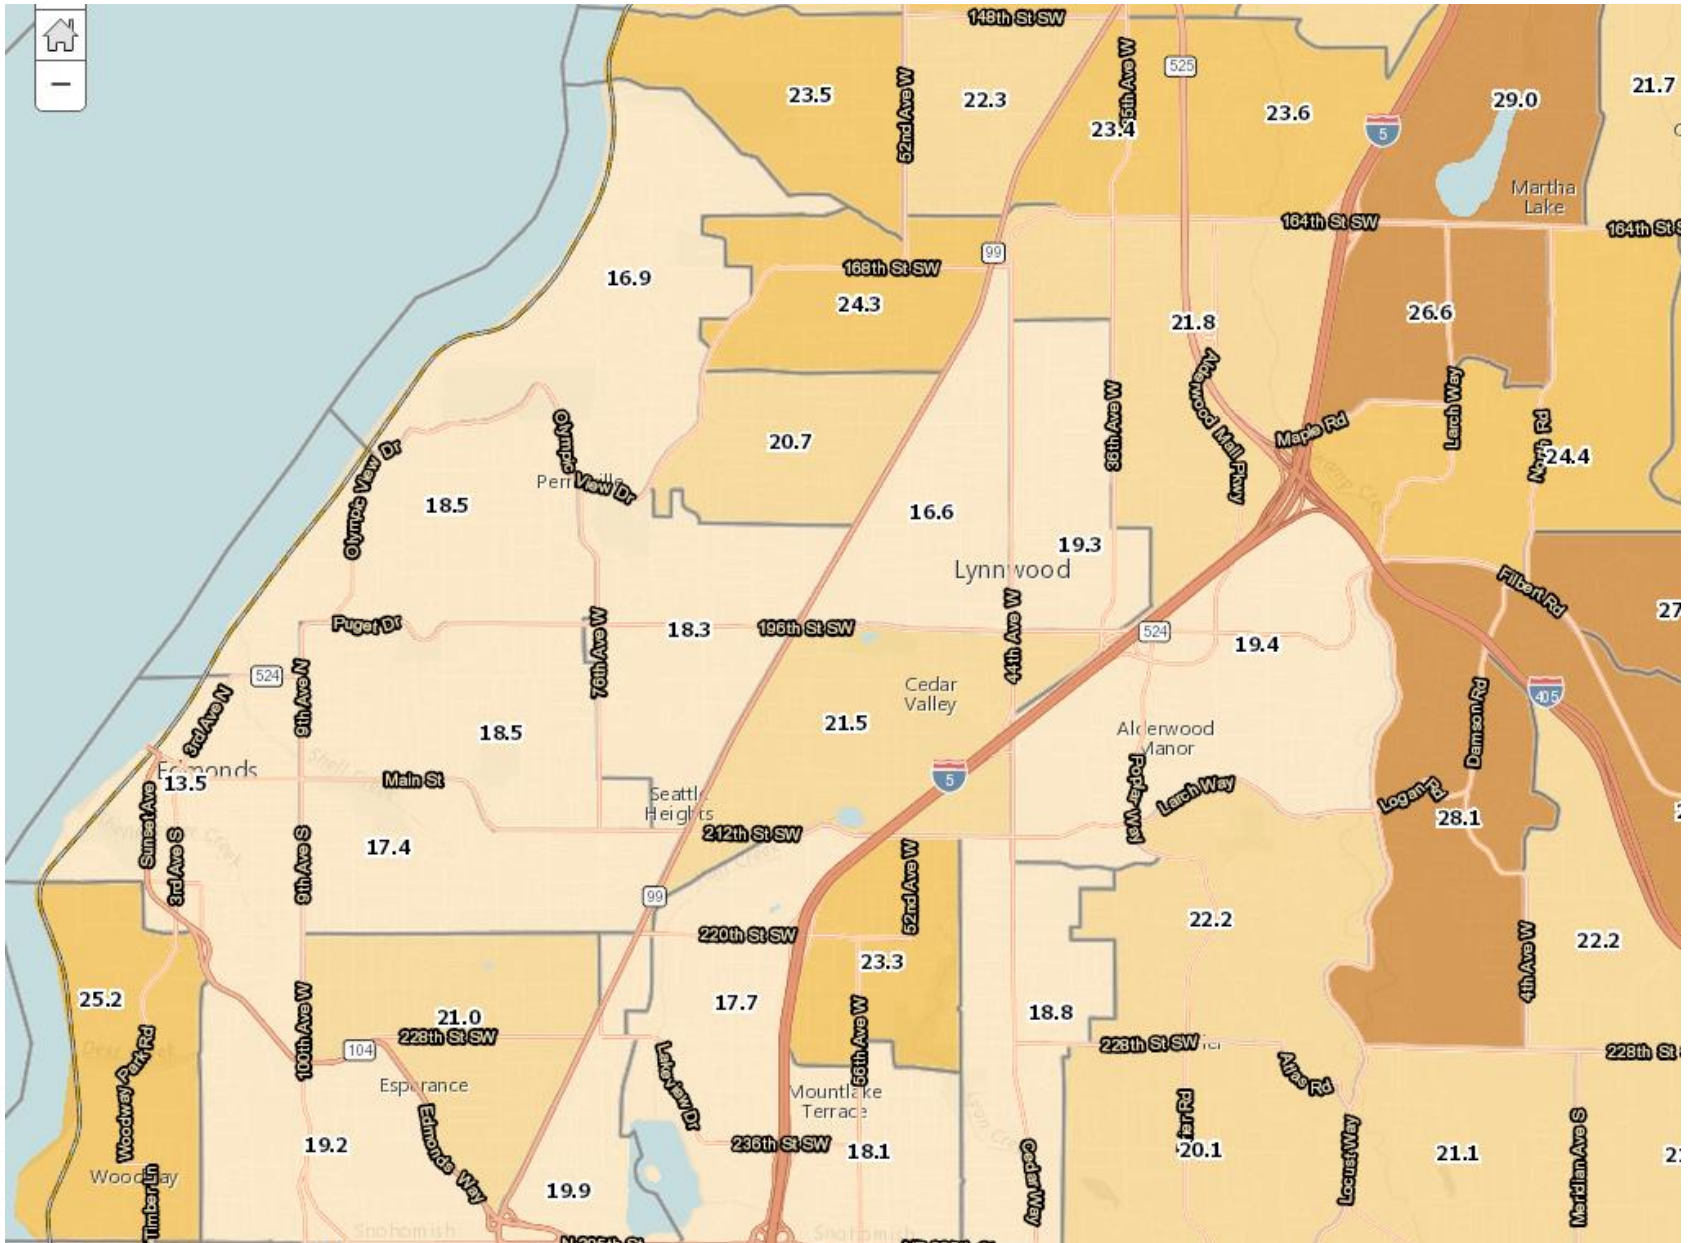 148th St SW
525
23.5
22.3
52nd Ave W
23.4
23.6
29.0
21.7
5
Martha
Lake
164th St SW
164th St S
99
168th St SW
16.9
24.3
26.6
21.8
Alderwood Mall Pkwy
36th Ave W
Larch Way
Maple Rd
North Rd
24.4
Olympic View Dr
Olympic
View Dr
20.7
18.5
16.6
19.3
Lynnwood
Filbert Rd
Puget Dr
76th Ave W
18.3
196th St SW
44th Ave W
524
19.4
27
524
9th Ave N
3rd Ave N
Cedar
Valley
Damson Rd
405
18.5
21.5
Alderwood
Manor
Edmonds
13.5
Main St
Shell Creek
5
Poplar Way
Larch Way
Logan Rd
Seattle
Heights
212th St SW
28.1
Sunset Ave
3rd Ave S
9th Ave S
17.4
99
52nd Ave W
22.2
220th St SW
23.3
22.2
4th Ave W
25.2
17.7
18.8
100th Ave W
21.0
228th St SW
56th Ave W
228th St SW
228th St
104
Woodway Park Rd
Esperance
Lakeview Dr
Mountlake
Terrace
Atlas Rd
Edmonds Way
19.2
236th St SW
18.1
20.1
Locust Way
21.1
Meridian Ave S
Cedar Way
Woodway
Timber Ln
19.9
Snohomish
Snohomish